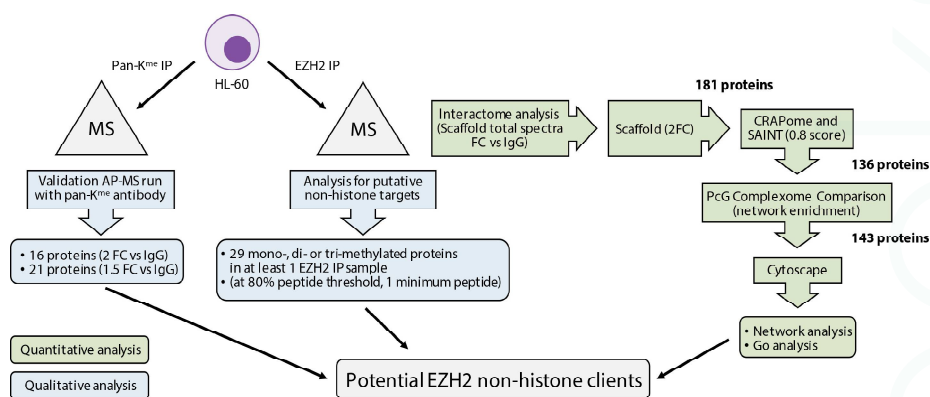 Pan-Kme IP
EZH2 IP
HL-60
MS
MS
Validation AP-MS run
with pan-Kme antibody
Analysis for putative
non-histone targets
• 16 proteins (2 FC vs IgG)
• 21 proteins (1.5 FC vs IgG)
• 29 mono-, di- or tri-methylated proteins
in at least 1 EZH2 IP sample
• (at 80% peptide threshold, 1 minimum peptide)
Interactome analysis
(Scaffold total spectra
FC vs IgG)
Scaffold (2FC)
181 proteins
CRAPome and
SAINT (0.8 score)
136 proteins
PcG Complexome Comparison
(network enrichment)
143 proteins
Cytoscape
• Network analysis
• Go analysis
Quantitative analysis
Qualitative analysis
Potential EZH2 non-histone clients